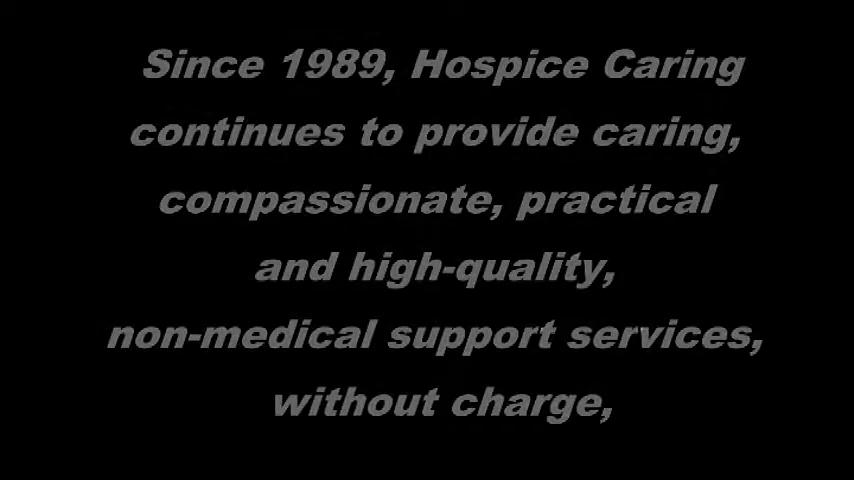 Since 1989, Hospice Caring
continues to provide caring,
compassionate, practical
and high-quality,
non-medical support services,
without charge,